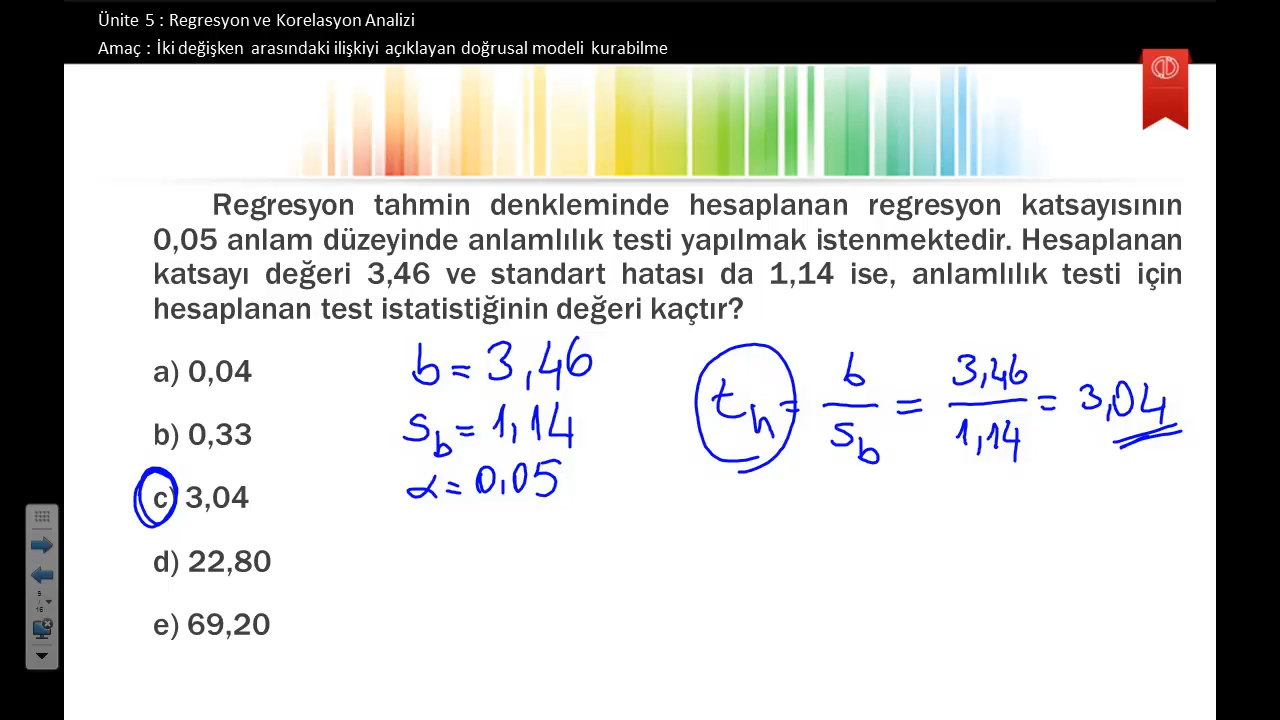 Ünite 5 : Regresyon ve Korelasyon Analizi
Amaç : İki değişken arasındaki ilişkiyi açıklayan doğrusal modeli kurabilme
Regresyon tahmin denkleminde hesaplanan regresyon katsayısının
0,05 anlam düzeyinde anlamlılık testi yapılmak istenmektedir. Hesaplanan
katsayı değeri 3,46 ve standart hatası da 1,14 ise, anlamlılık testi için
hesaplanan test istatistiğinin değeri kaçtır?
a) 0,04
b) 0,33
c) 3,04
d) 22,80
e) 69,20
b = 3,46
s_b = 1,14
α = 0,05
t_h = b / s_b = 3,46 / 1,14 = 3,04
9
/
16